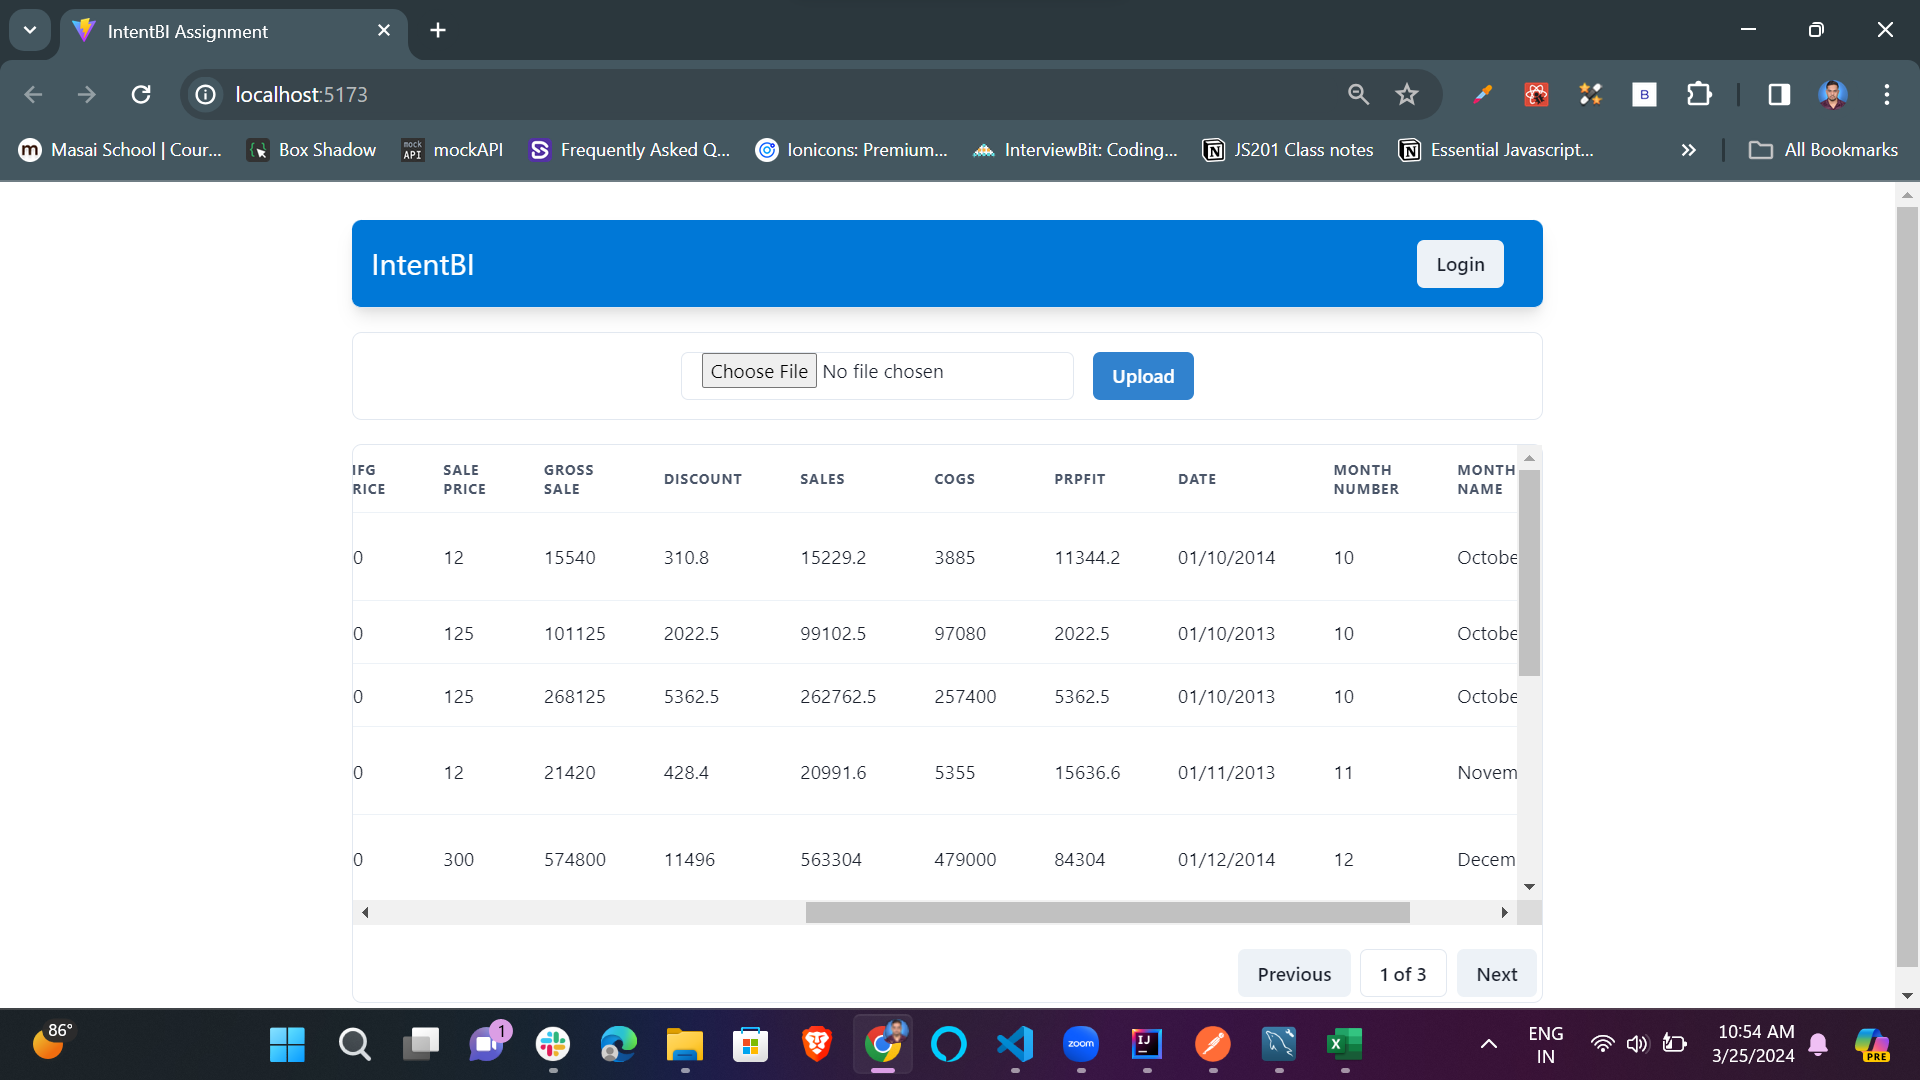 IntentBI Assignment
localhost:5173
Masai School | Cour...
Box Shadow
mock API
mockAPI
Frequently Asked Q...
Ionicons: Premium...
InterviewBit: Coding...
JS201 Class notes
Essential Javascript...
All Bookmarks
IntentBI
Login
Choose File No file chosen
Upload
IFG RICE SALE PRICE GROSS SALE DISCOUNT SALES COGS PRPFIT DATE MONTH NUMBER MONTH NAME
0 12 15540 310.8 15229.2 3885 11344.2 01/10/2014 10 Octobe
0 125 101125 2022.5 99102.5 97080 2022.5 01/10/2013 10 Octobe
0 125 268125 5362.5 262762.5 257400 5362.5 01/10/2013 10 Octobe
0 12 21420 428.4 20991.6 5355 15636.6 01/11/2013 11 Novem
0 300 574800 11496 563304 479000 84304 01/12/2014 12 Decem
Previous 1 of 3 Next
86°
1
zoom
IJ
X
ENG
IN
10:54 AM
3/25/2024
PRE